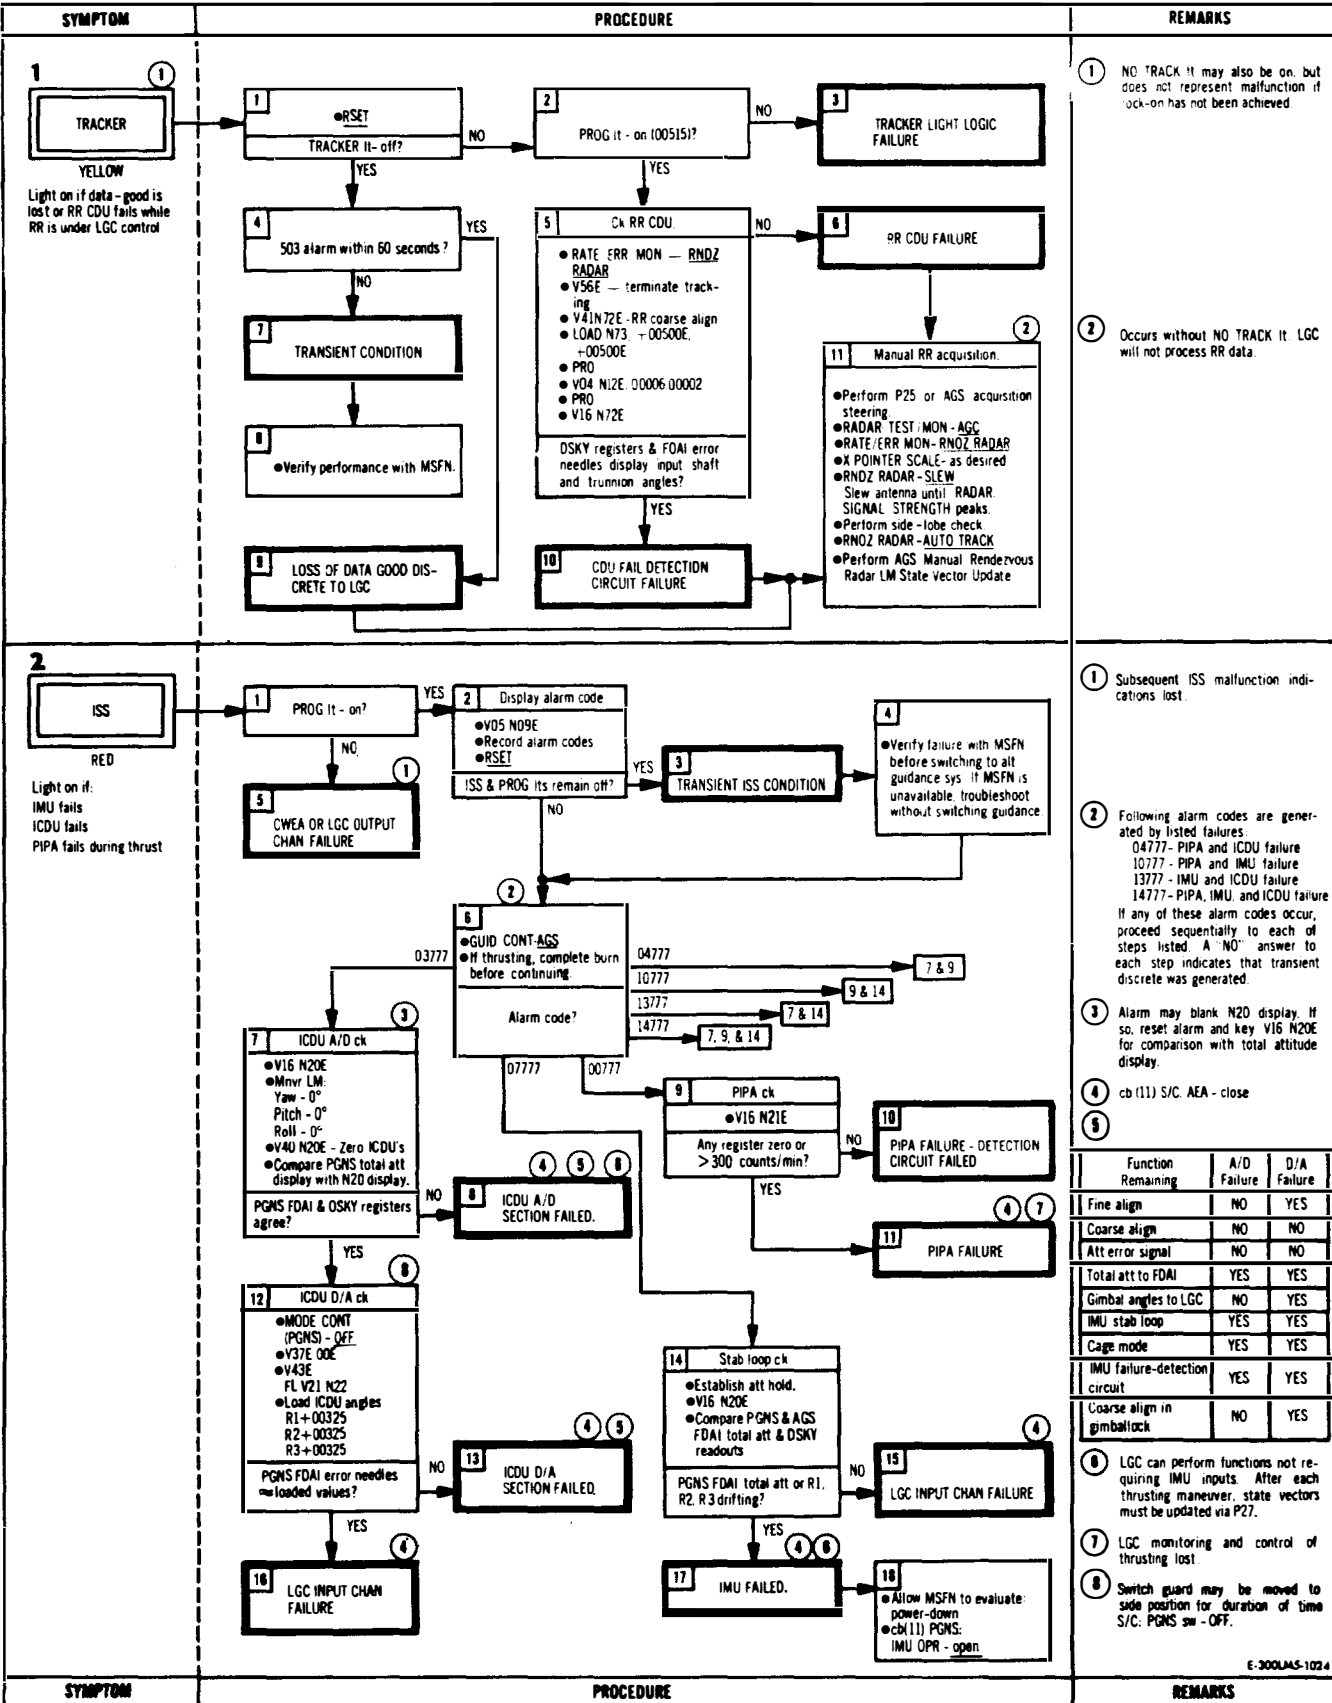 SYMPTOM
PROCEDURE
REMARKS
1
1
TRACKER
YELLOW
Light on if data-good is
lost or RR CDU fails while
RR is under LGC control
1
●RSET
TRACKER lt- off?
NO
YES
2
PROG lt - on (00515)?
NO
YES
3
TRACKER LIGHT LOGIC
FAILURE
4
503 alarm within 60 seconds?
YES
NO
5
Ck RR CDU.
● RATE ERR MON — RNDZ
RADAR
● V56E — terminate track-
ing
● V41N72E-RR coarse align
● LOAD N73, +00500E,
+00500E
● PRO
● V04 N12E, 00006 00002
● PRO
● V16 N72E
DSKY registers & FDAI error
needles display input shaft
and trunnion angles?
NO
YES
6
RR CDU FAILURE
7
TRANSIENT CONDITION
8
●Verify performance with MSFN.
9
LOSS OF DATA GOOD DIS-
CRETE TO LGC
10
CDU FAIL DETECTION
CIRCUIT FAILURE
2
11
Manual RR acquisition.
●Perform P25 or AGS acquisition
steering
●RADAR TEST/MON - AGC
●RATE/ERR MON- RNDZ RADAR
●X POINTER SCALE- as desired
●RNDZ RADAR - SLEW
Slew antenna until RADAR
SIGNAL STRENGTH peaks.
●Perform side-lobe check
●RNDZ RADAR-AUTO TRACK
●Perform AGS Manual Rendezvous
Radar LM State Vector Update
1
NO TRACK lt may also be on, but
does not represent malfunction if
lock-on has not been achieved
2
Occurs without NO TRACK lt. LGC
will not process RR data.
2
ISS
RED
Light on if:
IMU fails
ICDU fails
PIPA fails during thrust
1
PROG lt - on?
YES
NO
2
Display alarm code
●V05 N09E
●Record alarm codes
●RSET
ISS & PROG lts remain off?
YES
NO
3
TRANSIENT ISS CONDITION
4
●Verify failure with MSFN
before switching to alt
guidance sys. If MSFN is
unavailable, troubleshoot
without switching guidance
1
5
CWEA OR LGC OUTPUT
CHAN FAILURE
2
6
●GUID CONT-AGS
●If thrusting, complete burn
before continuing.
Alarm code?
03777
04777
7 & 9
10777
9 & 14
13777
7 & 14
14777
7, 9, & 14
07777
00777
3
7
ICDU A/D ck
●V16 N20E
●Mnvr LM:
Yaw - 0°
Pitch - 0°
Roll - 0°
●V40 N20E - Zero ICDU's
●Compare PGNS total att
display with N20 display.
PGNS FDAI & DSKY registers
agree?
NO
YES
4 5 6
8
ICDU A/D
SECTION FAILED.
9
PIPA ck
●V16 N21E
Any register zero or
>300 counts/min?
NO
YES
10
PIPA FAILURE - DETECTION
CIRCUIT FAILED
4 7
11
PIPA FAILURE
8
12
ICDU D/A ck
●MODE CONT
(PGNS) - OFF
●V37E 00E
●V43E
FL V21 N22
●Load ICDU angles
R1+00325
R2+00325
R3+00325
PGNS FDAI error needles
≈ loaded values?
NO
YES
4 5
13
ICDU D/A
SECTION FAILED.
14
Stab loop ck
●Establish att hold.
●V16 N20E
●Compare PGNS & AGS
FDAI total att & DSKY
readouts
PGNS FDAI total att or R1,
R2, R3 drifting?
NO
YES
4
15
LGC INPUT CHAN FAILURE
4
16
LGC INPUT CHAN
FAILURE
4 6
17
IMU FAILED.
18
●Allow MSFN to evaluate:
power-down
●cb(11) PGNS:
IMU OPR - open
1
Subsequent ISS malfunction indi-
cations lost.
2
Following alarm codes are gener-
ated by listed failures:
04777- PIPA and ICDU failure
10777 - PIPA and IMU failure
13777 - IMU and ICDU failure
14777- PIPA, IMU, and ICDU failure
If any of these alarm codes occur,
proceed sequentially to each of
steps listed. A "NO" answer to
each step indicates that transient
discrete was generated.
3
Alarm may blank N20 display. If
so, reset alarm and key V16 N20E
for comparison with total attitude
display.
4
cb (11) S/C: AEA - close
5
Function Remaining | A/D Failure | D/A Failure
Fine align NO YES
Coarse align NO NO
Att error signal NO NO
Total att to FDAI YES YES
Gimbal angles to LGC NO YES
IMU stab loop YES YES
Cage mode YES YES
IMU failure-detection circuit YES YES
Coarse align in gimballock NO YES
6
LGC can perform functions not re-
quiring IMU inputs. After each
thrusting maneuver, state vectors
must be updated via P27.
7
LGC monitoring and control of
thrusting lost.
8
Switch guard may be moved to
side position for duration of time
S/C: PGNS sw - OFF.
E-300LM5-1024
SYMPTOM
PROCEDURE
REMARKS